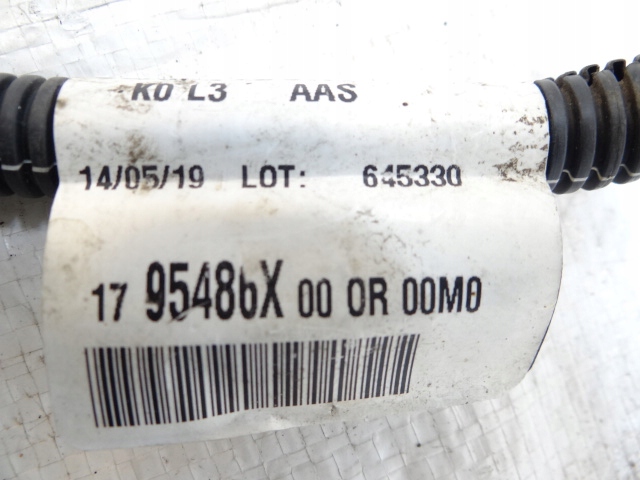 K0 L3 AAS
14/05/19 LOT: 645330
17 95486X 00 0R 00M0